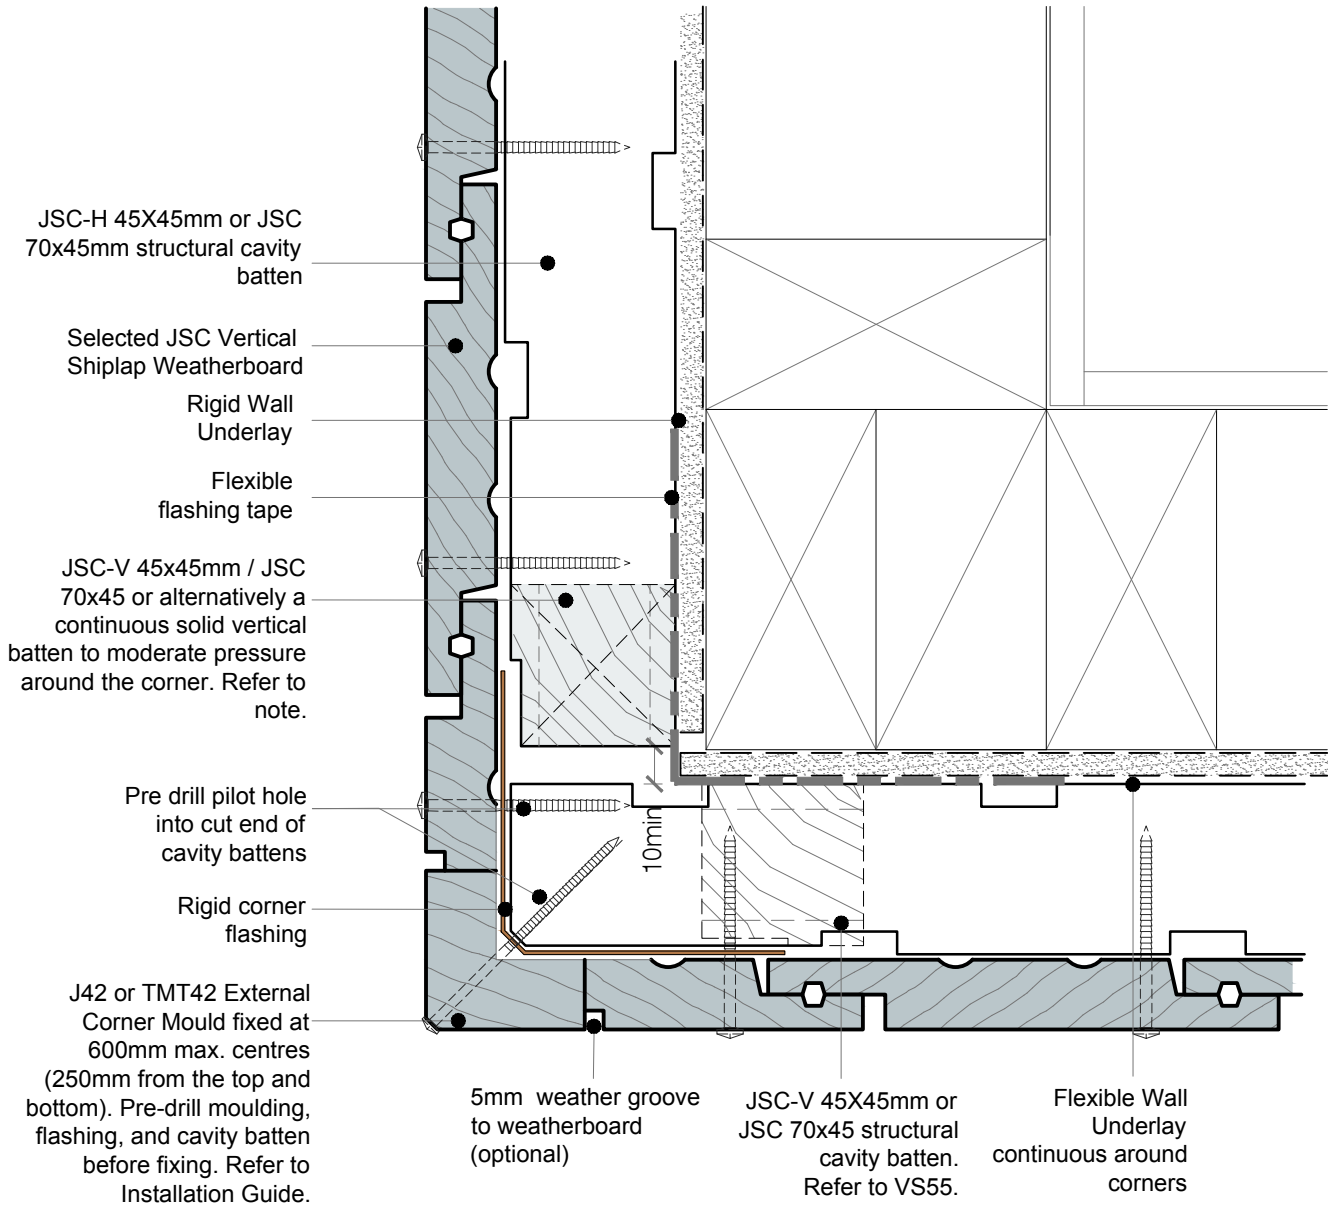 JSC-H 45X45mm or JSC
70x45mm structural cavity
batten
Selected JSC Vertical
Shiplap Weatherboard
Rigid Wall
Underlay
Flexible
flashing tape
JSC-V 45x45mm / JSC
70x45 or alternatively a
continuous solid vertical
batten to moderate pressure
around the corner. Refer to
note.
Pre drill pilot hole
into cut end of
cavity battens
Rigid corner
flashing
J42 or TMT42 External
Corner Mould fixed at
600mm max. centres
(250mm from the top and
bottom). Pre-drill moulding,
flashing, and cavity batten
before fixing. Refer to
Installation Guide.
10min
5mm weather groove
to weatherboard
(optional)
JSC-V 45X45mm or
JSC 70x45 structural
cavity batten.
Refer to VS55.
Flexible Wall
Underlay
continuous around
corners